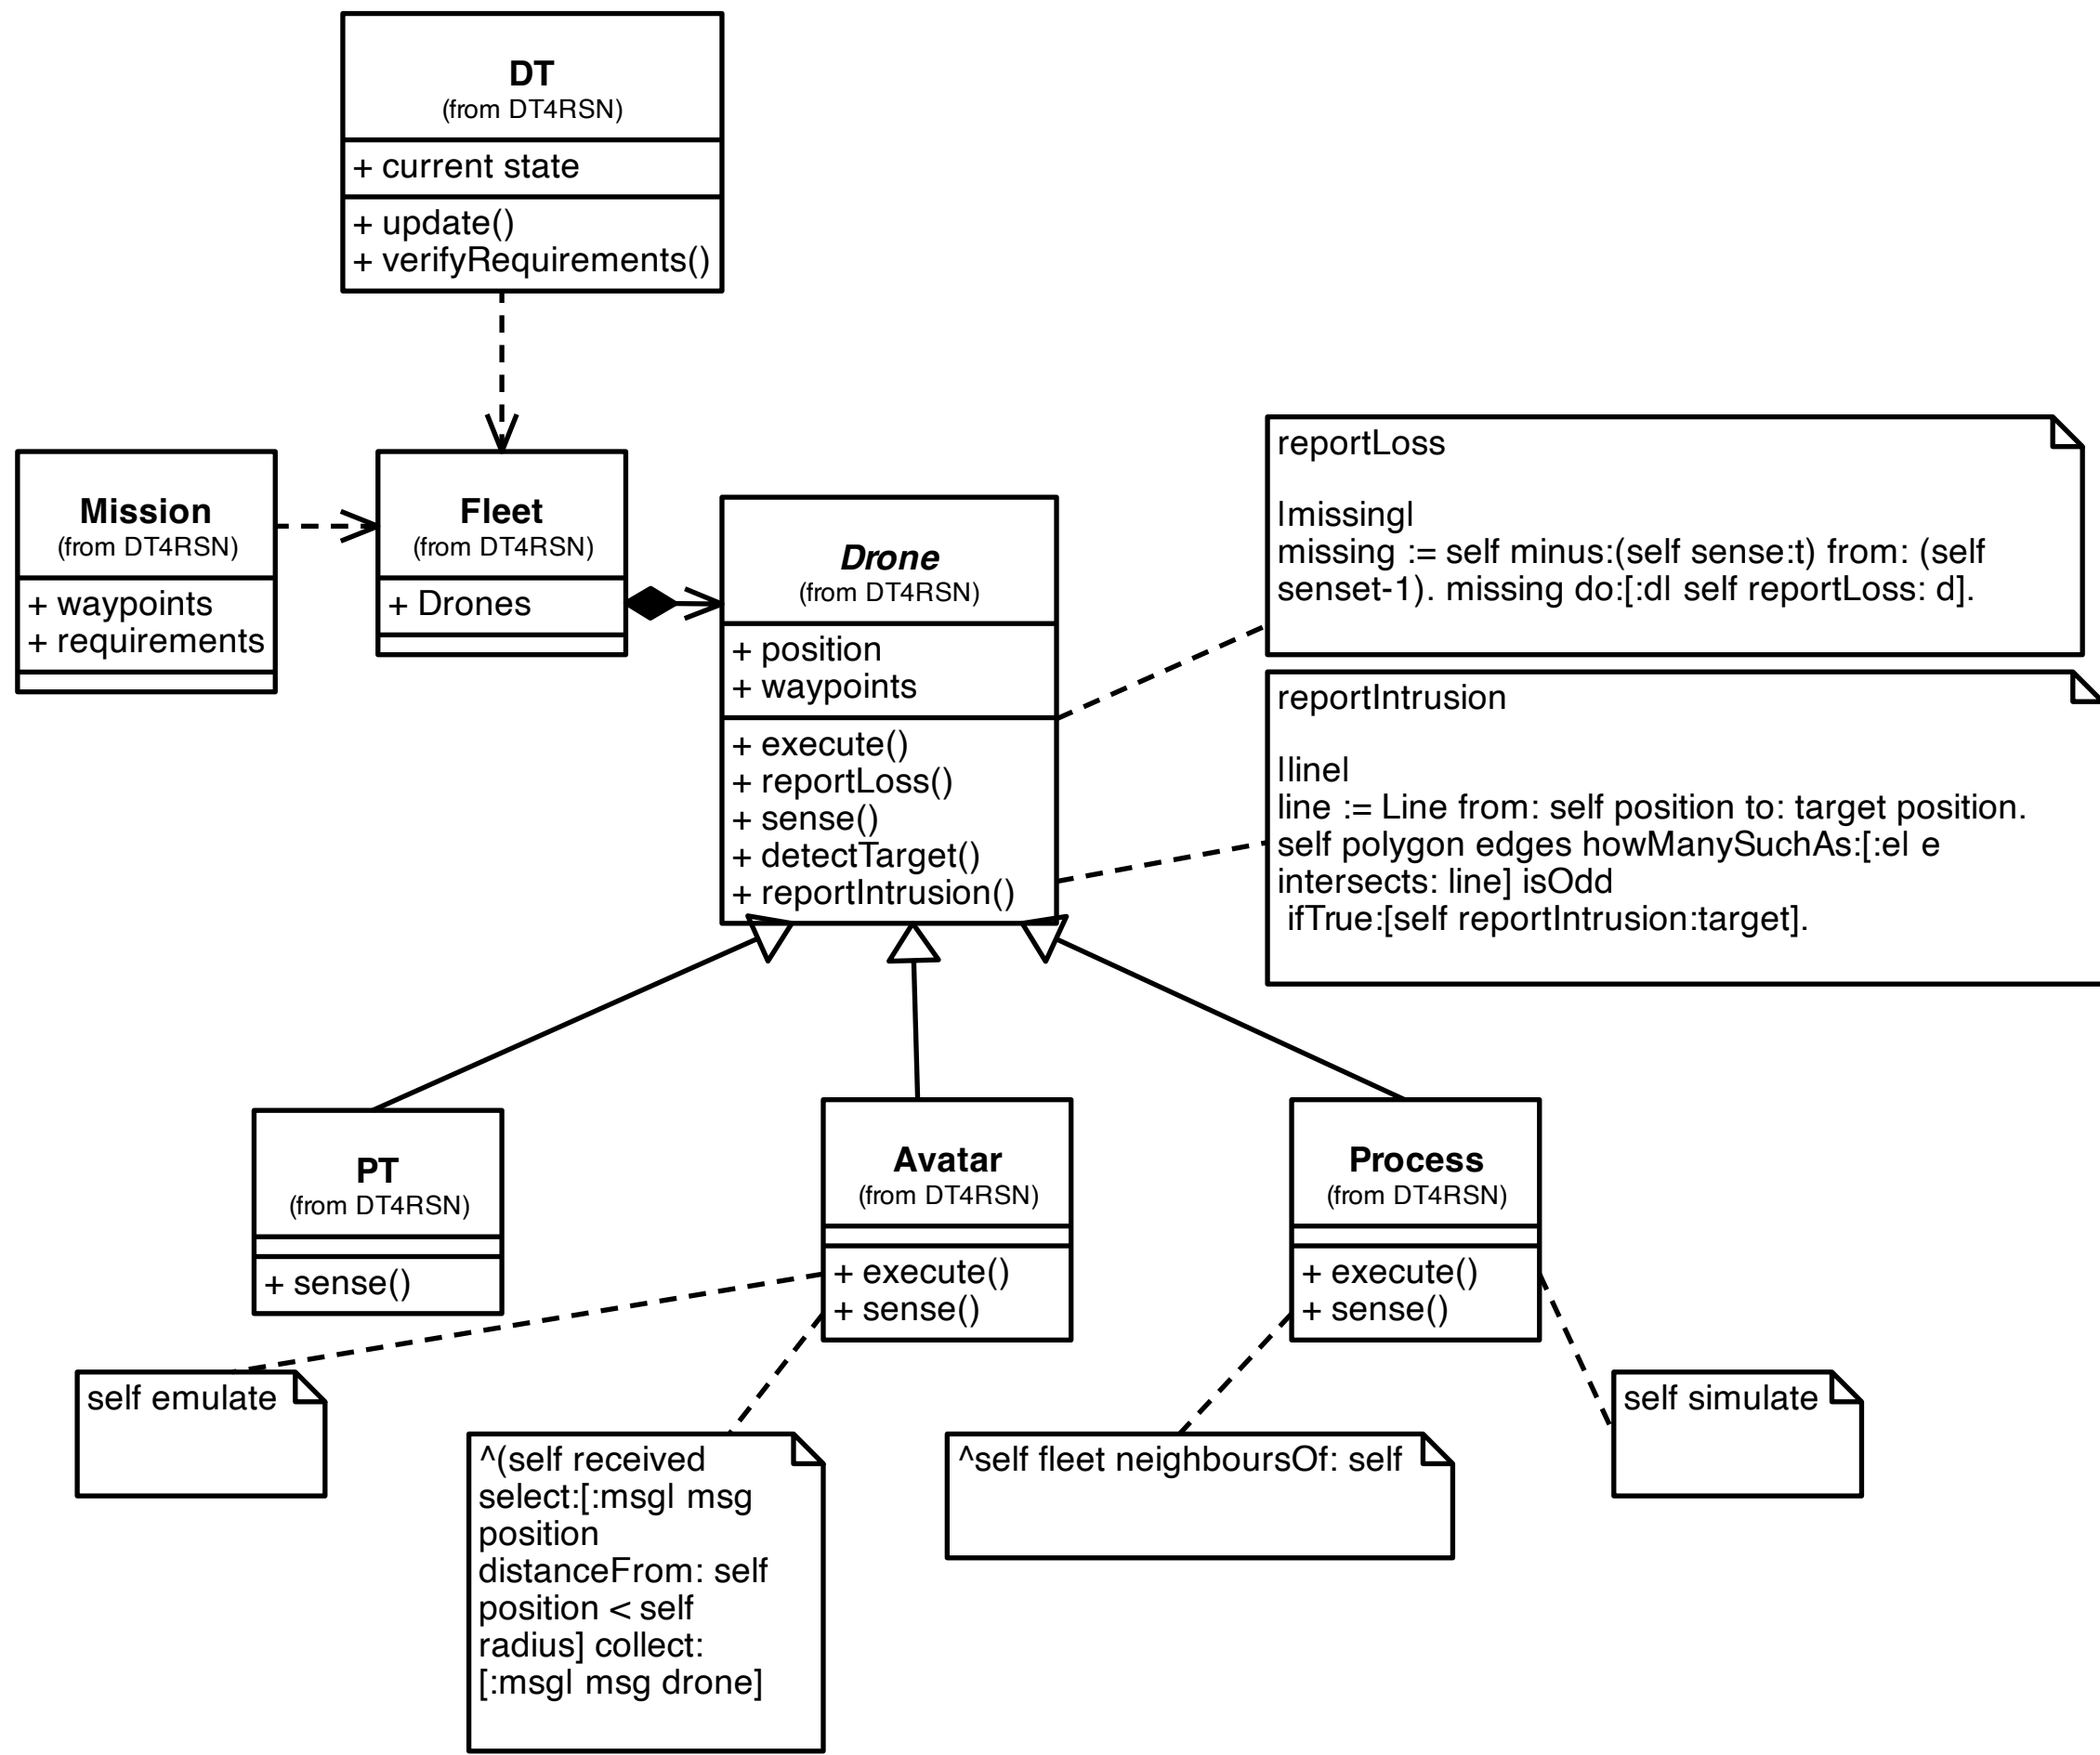 DT
(from DT4RSN)
+ current state
+ update()
+ verifyRequirements()
Mission
(from DT4RSN)
+ waypoints
+ requirements
Fleet
(from DT4RSN)
+ Drones
Drone
(from DT4RSN)
+ position
+ waypoints
+ execute()
+ reportLoss()
+ sense()
+ detectTarget()
+ reportIntrusion()
reportLoss
|missing|
missing := self minus:(self sense:t) from: (self
senset-1). missing do:[:d| self reportLoss: d].
reportIntrusion
|line|
line := Line from: self position to: target position.
self polygon edges howManySuchAs:[:e| e
intersects: line] isOdd
ifTrue:[self reportIntrusion:target].
PT
(from DT4RSN)
+ sense()
Avatar
(from DT4RSN)
+ execute()
+ sense()
Process
(from DT4RSN)
+ execute()
+ sense()
self emulate
^(self received
select:[:msg| msg
position
distanceFrom: self
position < self
radius] collect:
[:msg| msg drone]
^self fleet neighboursOf: self
self simulate